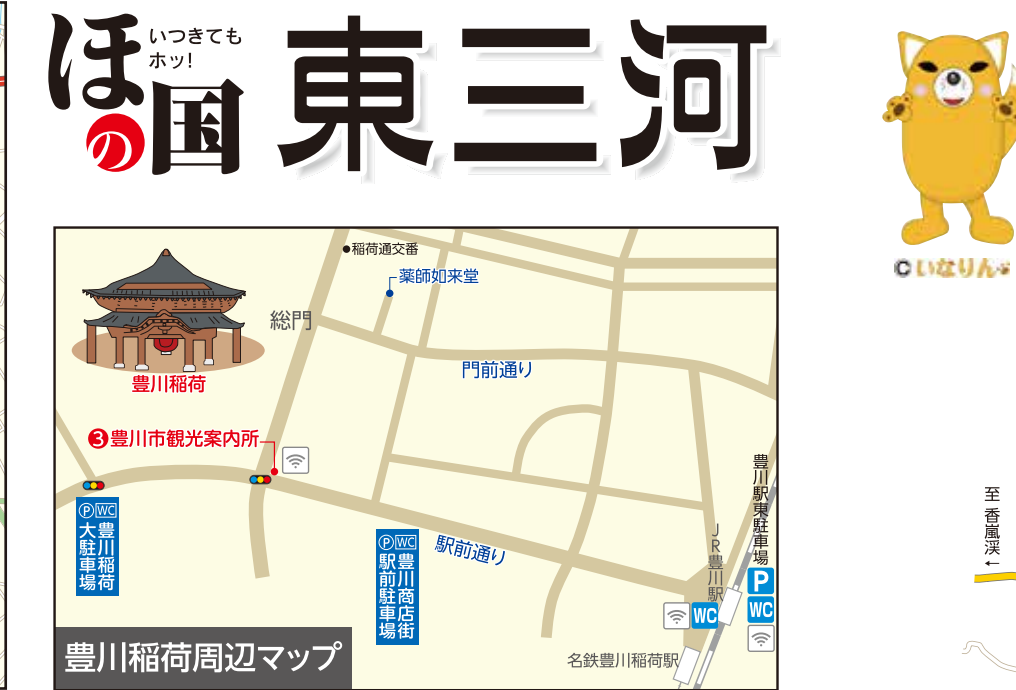 いつきても
ホッ!
ほの国
東三河
©いなりん
●稲荷通交番
薬師如来堂
総門
豊川稲荷
門前通り
❸豊川市観光案内所
Ⓟ WC
豊川稲荷
大駐車場
Ⓟ WC
豊川商店街
駅前駐車場
駅前通り
JR豊川駅
豊川駅東駐車場
P
WC
WC
名鉄豊川稲荷駅
豊川稲荷周辺マップ
至 香嵐渓 ←